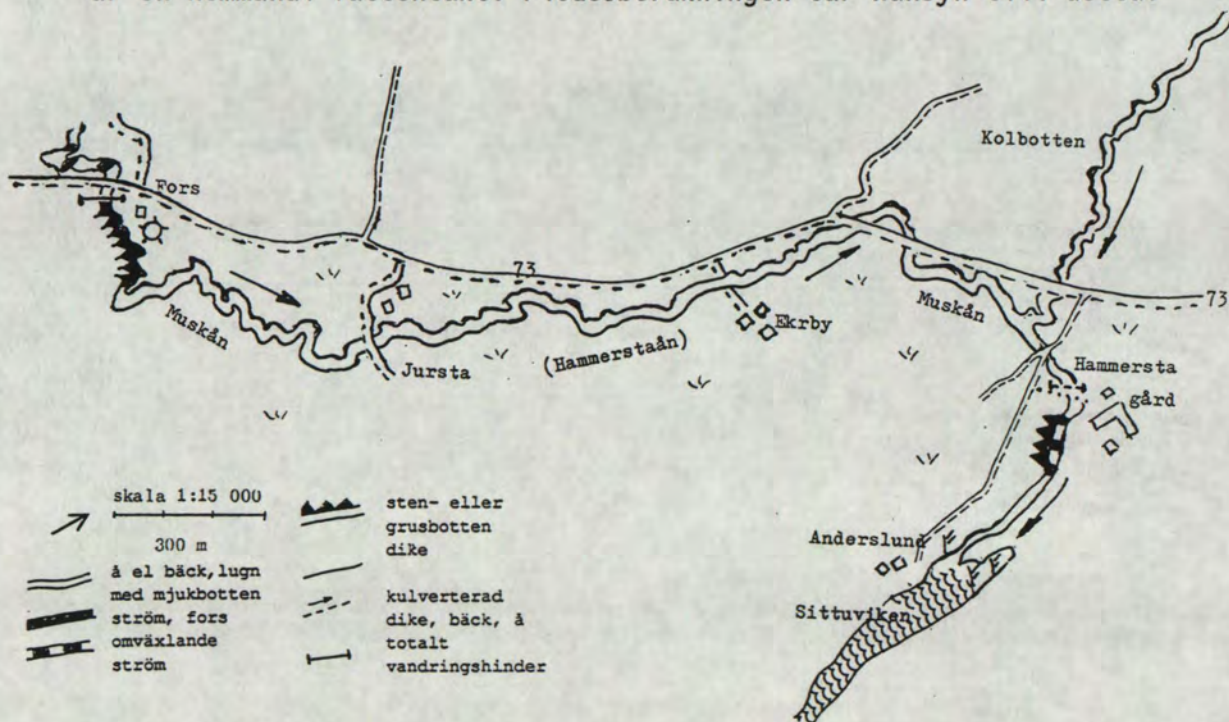 Kolbotten
Fors
73
73
Muskån
Muskån
Ekrby
(Hammerstaån)
Jursta
Hammersta
gård
Anderslund
Sittuviken
skala 1:15 000
300 m
å el bäck, lugn
med mjukbotten
ström, fors
omväxlande
ström
sten- eller
grusbotten
dike
kulverterad
dike, bäck, å
totalt
vandringshinder